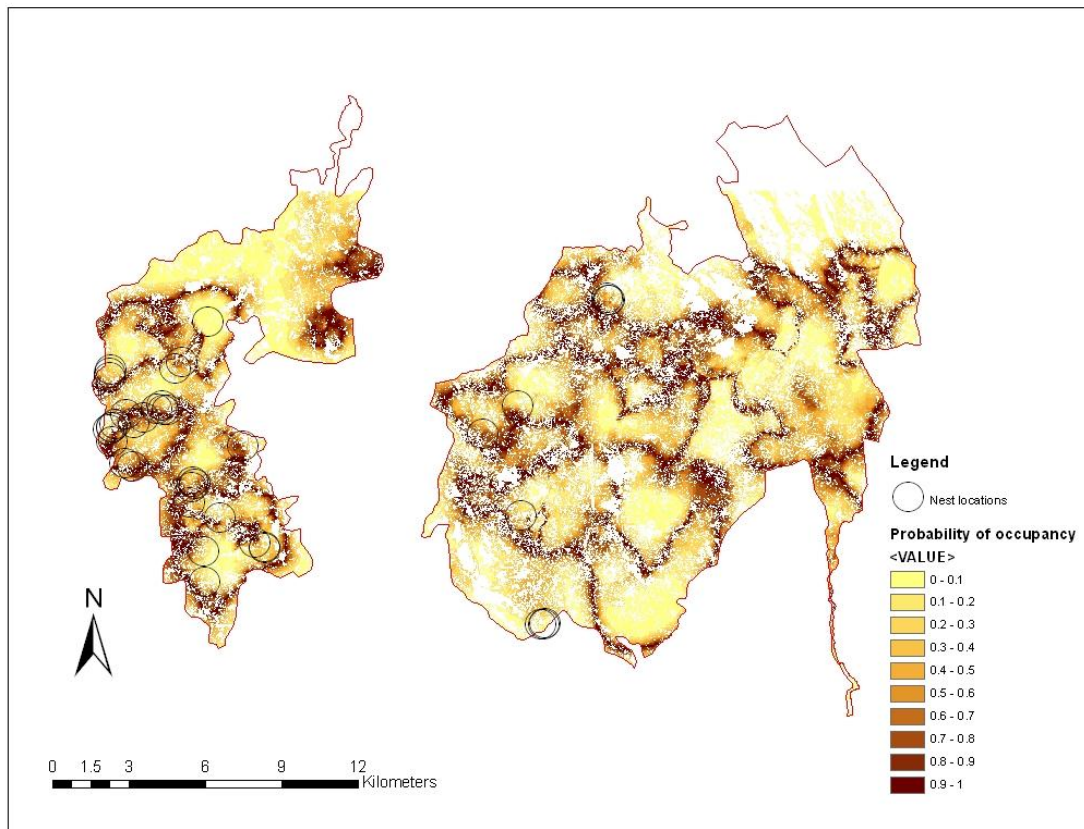 Legend
Nest locations
Probability of occupancy
<VALUE>
0 - 0.1
0.1 - 0.2
0.2 - 0.3
0.3 - 0.4
0.4 - 0.5
0.5 - 0.6
0.6 - 0.7
0.7 - 0.8
0.8 - 0.9
0.9 - 1
N
0 1.5 3 6 9 12
Kilometers